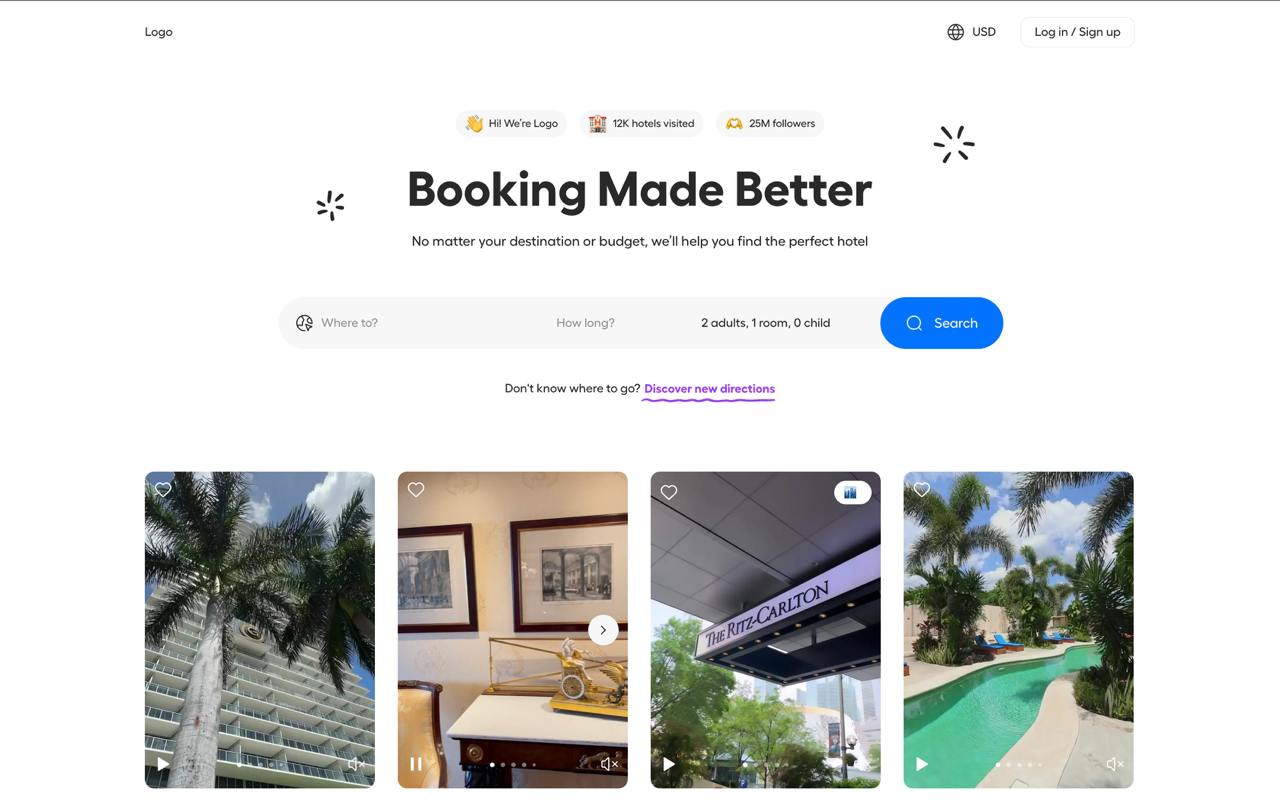 Logo
USD
Log in / Sign up
Hi! We're Logo
12K hotels visited
25M followers
Booking Made Better
No matter your destination or budget, we'll help you find the perfect hotel
Where to?
How long?
2 adults, 1 room, 0 child
Search
Don't know where to go? Discover new directions
THE RITZ-CARLTON